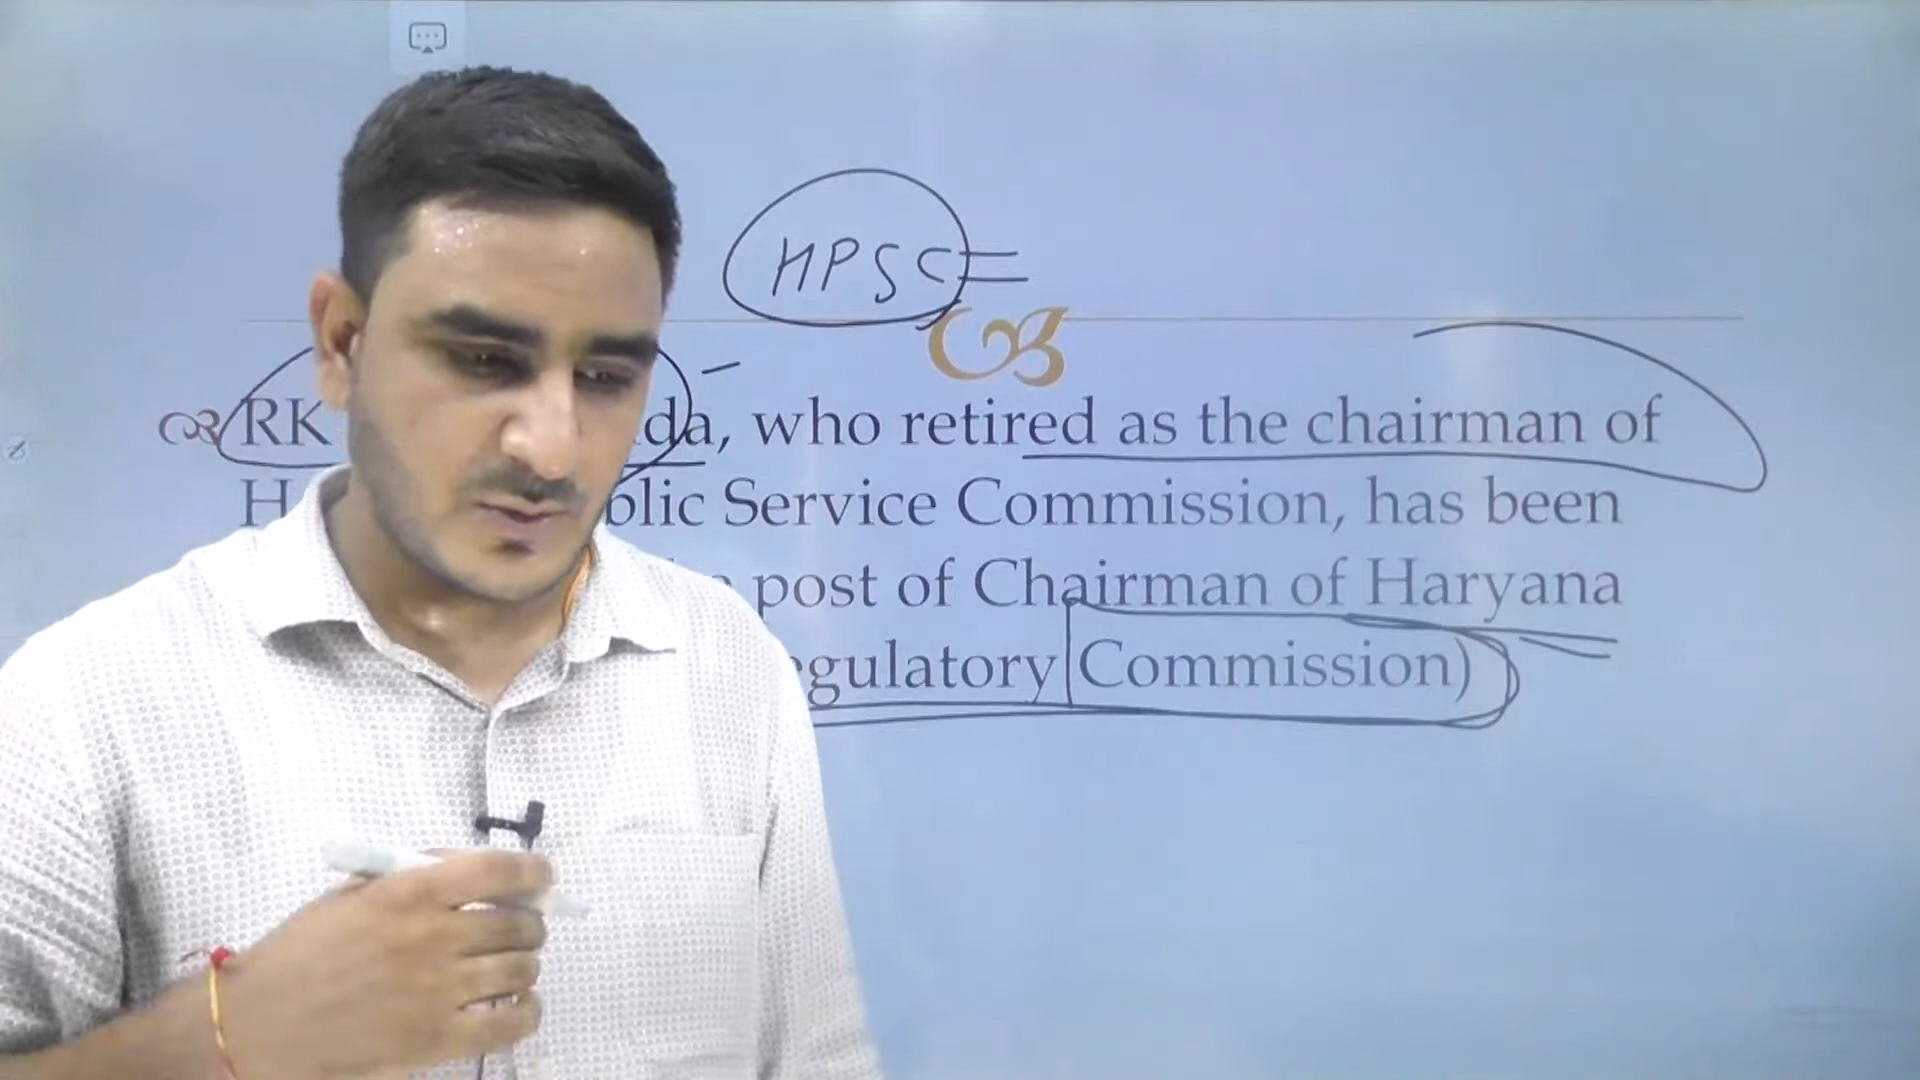 HPSC=
RK da, who retired as the chairman of
H blic Service Commission, has been
post of Chairman of Haryana
egulatory Commission)